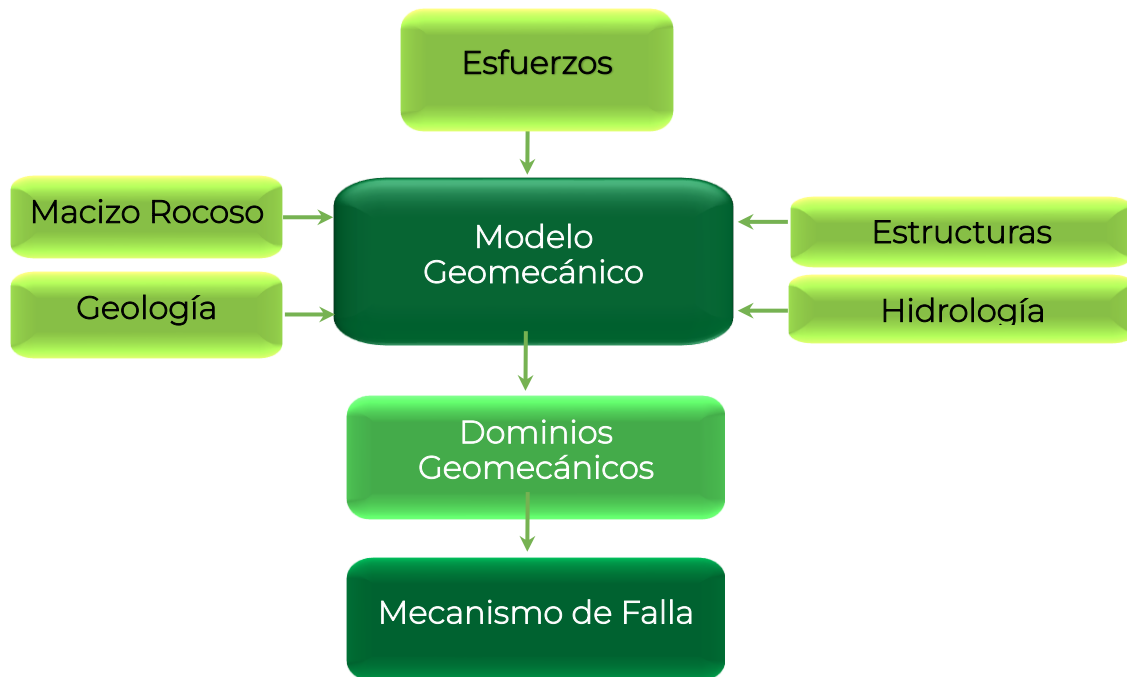 Esfuerzos
Macizo Rocoso
Geología
Modelo
Geomecánico
Estructuras
Hidrología
Dominios
Geomecánicos
Mecanismo de Falla